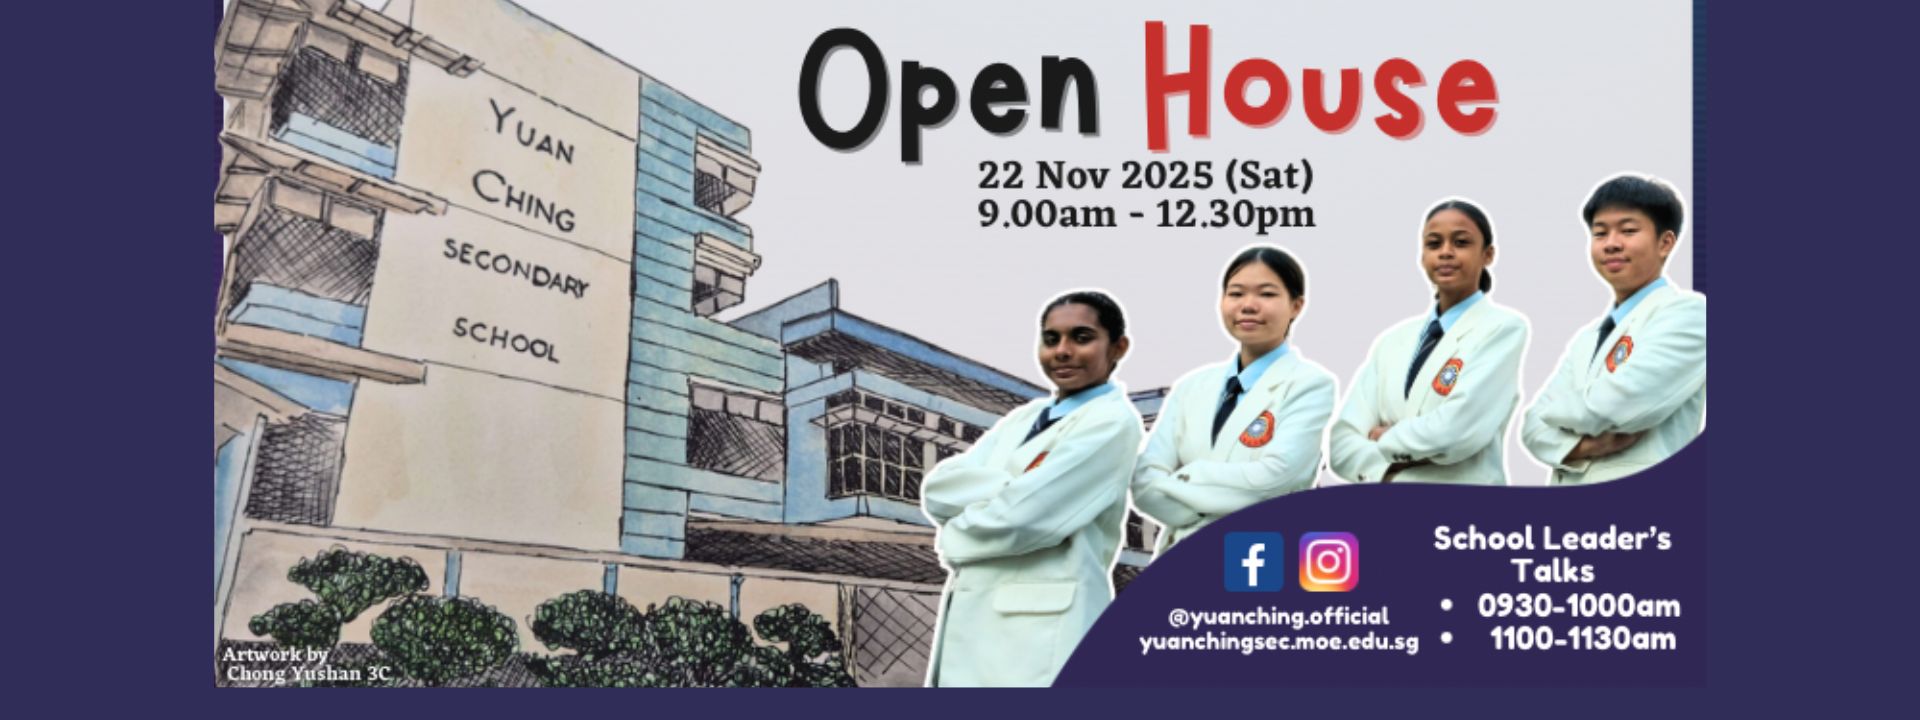 YUAN
CHING
SECONDARY
SCHOOL
Open House
22 Nov 2025 (Sat)
9.00am - 12.30pm
@yuanching.official
yuanchingsec.moe.edu.sg
School Leader's
Talks
• 0930-1000am
• 1100-1130am
Artwork by
Chong Yushan 3C